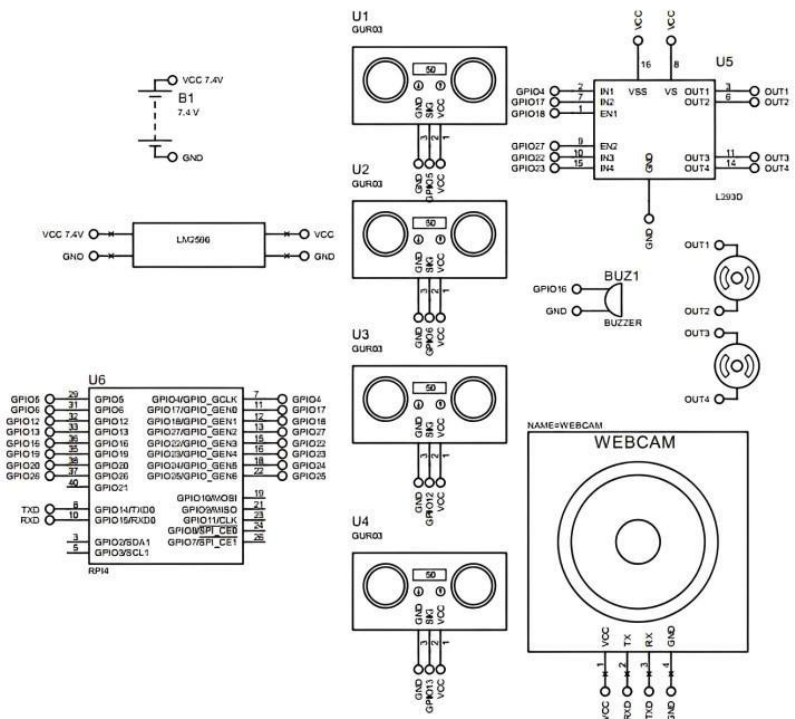 VCC 7.4V
B1
7.4 V
GND
VCC 7.4V
GND
LM2596
VCC
GND
U1
GUR03
50
GND
SIG
VCC
3
2
1
GND
GPIO5
VCC
U2
GUR03
50
GND
SIG
VCC
3
2
1
GND
GPIO6
VCC
U3
GUR03
50
GND
SIG
VCC
3
2
1
GND
GPIO12
VCC
U4
GUR03
50
GND
SIG
VCC
3
2
1
GND
GPIO13
VCC
VCC
VCC
16
8
U5
VSS
VS
GPIO4 2 IN1
GPIO17 7 IN2
GPIO18 1 EN1
GPIO27 9 EN2
GPIO22 10 IN3
GPIO23 15 IN4
OUT1 3 OUT1
OUT2 6 OUT2
OUT3 11 OUT3
OUT4 14 OUT4
GND
GND
L293D
BUZ1
GPIO16
GND
BUZZER
OUT1
OUT2
OUT3
OUT4
U6
GPIO5 29 GPIO5
GPIO6 31 GPIO6
GPIO12 32 GPIO12
GPIO13 33 GPIO13
GPIO16 36 GPIO16
GPIO19 35 GPIO19
GPIO20 38 GPIO20
GPIO26 37 GPIO26
40 GPIO21
TXD 8 GPIO14/TXD0
RXD 10 GPIO15/RXD0
3 GPIO2/SDA1
5 GPIO3/SCL1
GPIO4/GPIO_GCLK 7 GPIO4
GPIO17/GPIO_GEN0 11 GPIO17
GPIO18/GPIO_GEN1 12 GPIO18
GPIO27/GPIO_GEN2 13 GPIO27
GPIO22/GPIO_GEN3 15 GPIO22
GPIO23/GPIO_GEN4 16 GPIO23
GPIO24/GPIO_GEN5 18 GPIO24
GPIO25/GPIO_GEN6 22 GPIO25
GPIO10/MOSI 19
GPIO9/MISO 21
GPIO11/CLK 23
GPIO8/SPI_CE0 24
GPIO7/SPI_CE1 26
RPI4
NAME=WEBCAM
WEBCAM
VCC
TX
RX
GND
1
2
3
4
VCC
RXD
TXD
GND